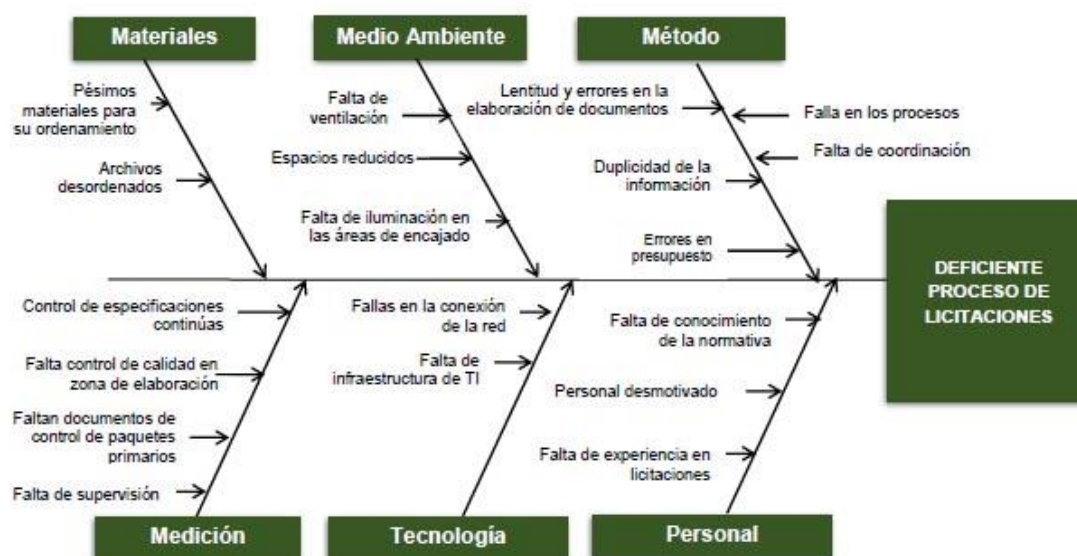 Materiales
Medio Ambiente
Método
Pésimos
materiales para
su ordenamiento
Archivos
desordenados
Falta de
ventilación
Espacios reducidos
Falta de iluminación en
las áreas de encajado
Lentitud y errores en la
elaboración de documentos
Falla en los procesos
Falta de coordinación
Duplicidad de la
información
Errores en
presupuesto
DEFICIENTE
PROCESO DE
LICITACIONES
Control de especificaciones
continúas
Falta control de calidad en
zona de elaboración
Faltan documentos de
control de paquetes
primarios
Falta de supervisión
Fallas en la conexión
de la red
Falta de
infraestructura de TI
Falta de conocimiento
de la normativa
Personal desmotivado
Falta de experiencia en
licitaciones
Medición
Tecnología
Personal